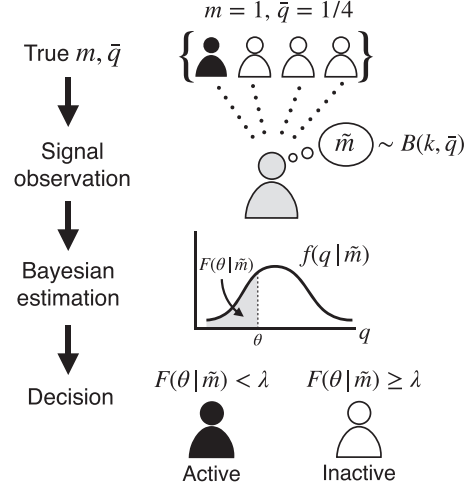 m = 1, q̄ = 1/4
True m, q̄
Signal
observation
m̃ ~ B(k, q̄)
Bayesian
estimation
F(θ | m̃)
f(q | m̃)
θ
q
Decision
F(θ | m̃) < λ
F(θ | m̃) ≥ λ
Active
Inactive